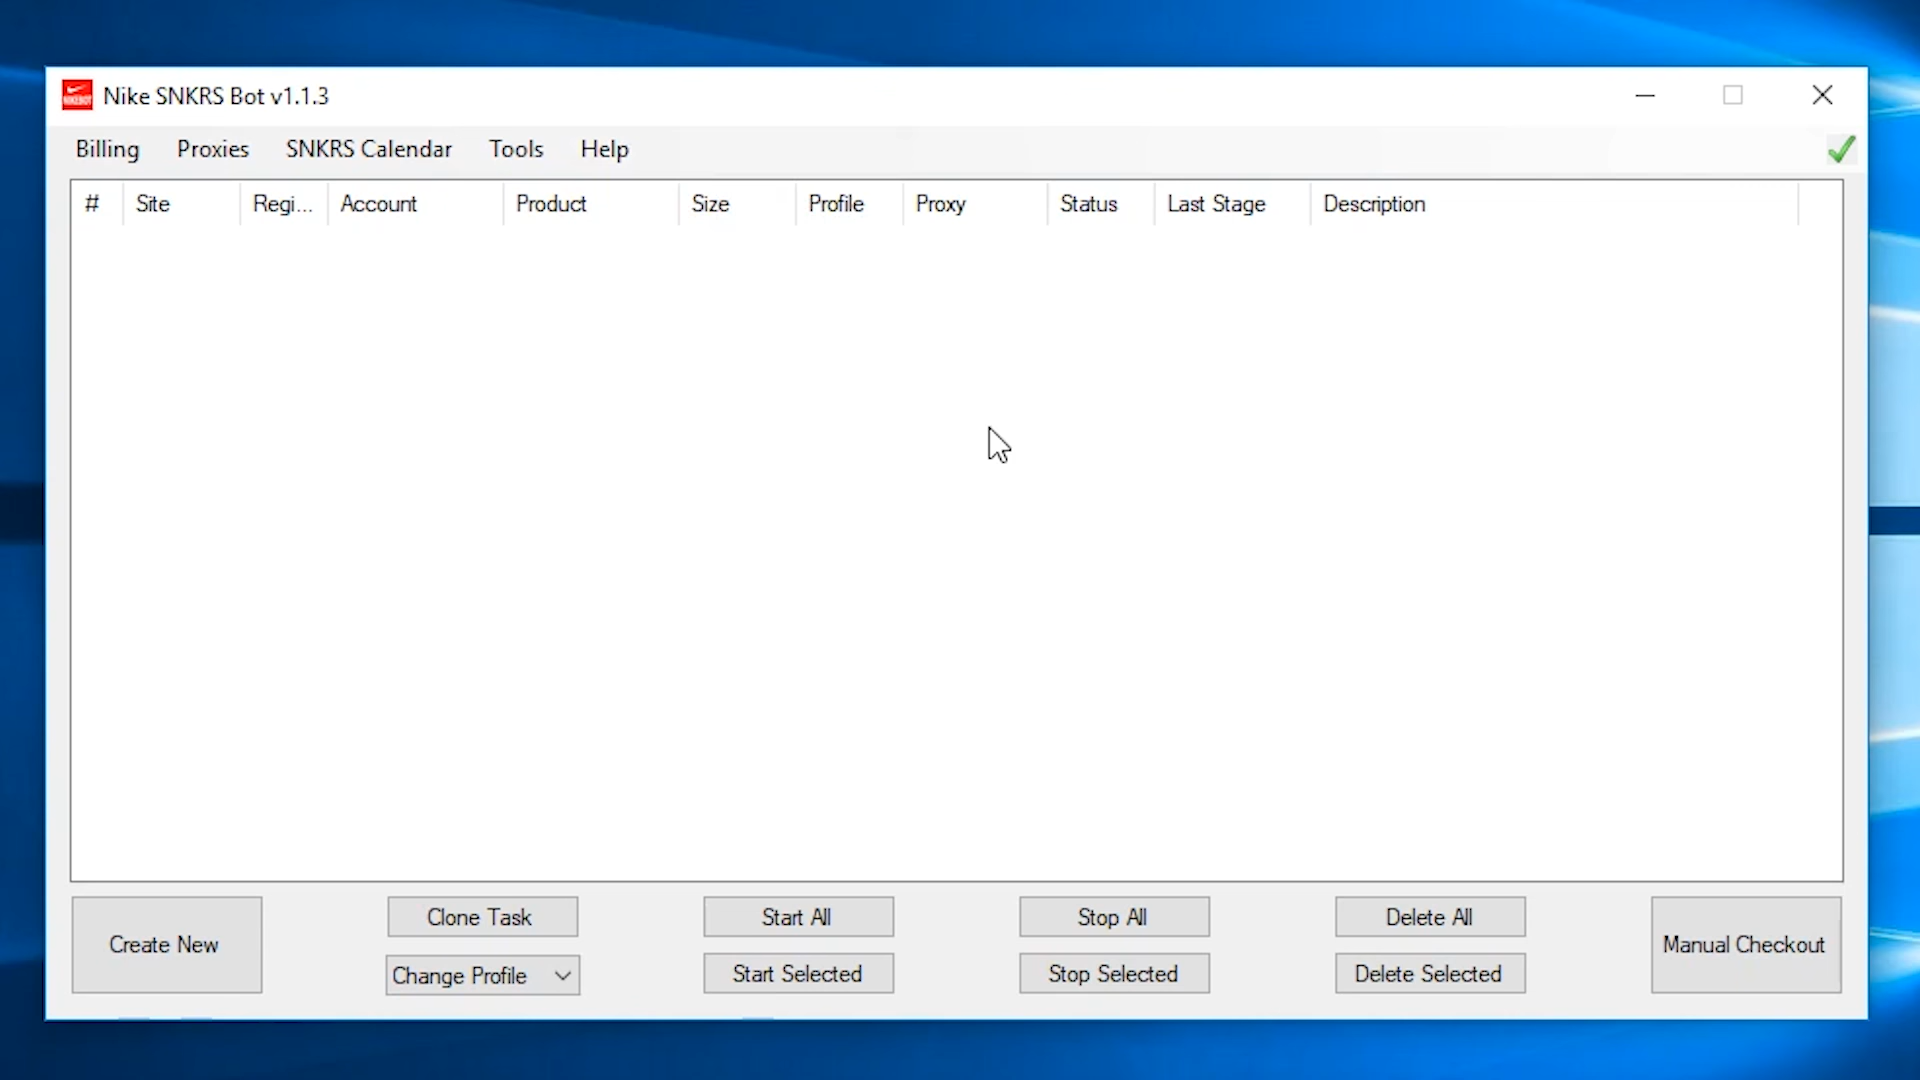 Nike SNKRS Bot v1.1.3
Billing Proxies SNKRS Calendar Tools Help
# Site Regi... Account Product Size Profile Proxy Status Last Stage Description
Create New
Clone Task
Change Profile
Start All
Start Selected
Stop All
Stop Selected
Delete All
Delete Selected
Manual Checkout